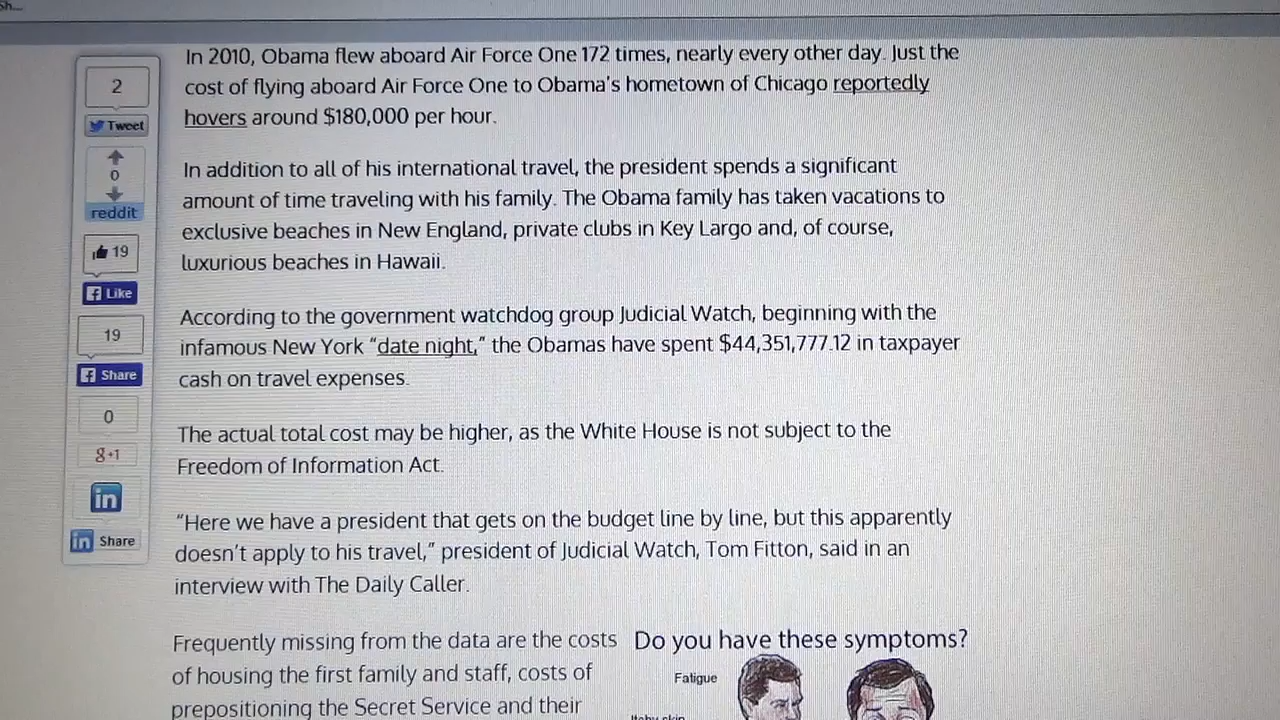 Sh...
2
Tweet
0
reddit
19
Like
19
Share
0
g+1
in
in Share
In 2010, Obama flew aboard Air Force One 172 times, nearly every other day. Just the
cost of flying aboard Air Force One to Obama's hometown of Chicago reportedly
hovers around $180,000 per hour.
In addition to all of his international travel, the president spends a significant
amount of time traveling with his family. The Obama family has taken vacations to
exclusive beaches in New England, private clubs in Key Largo and, of course,
luxurious beaches in Hawaii.
According to the government watchdog group Judicial Watch, beginning with the
infamous New York “date night,” the Obamas have spent $44,351,777.12 in taxpayer
cash on travel expenses.
The actual total cost may be higher, as the White House is not subject to the
Freedom of Information Act.
“Here we have a president that gets on the budget line by line, but this apparently
doesn't apply to his travel,” president of Judicial Watch, Tom Fitton, said in an
interview with The Daily Caller.
Frequently missing from the data are the costs
of housing the first family and staff, costs of
prepositioning the Secret Service and their
Do you have these symptoms?
Fatigue
Itchy skin